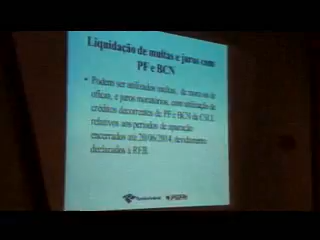 Liquidação de multas e juros com
PF e BCN
• Podem ser utilizados multas, de mora ou de
ofício, e juros moratórios, com utilização de
créditos decorrentes de PF e BCN da CSLL
relativos aos períodos de apuração
encerrados até devidamente
declarados à RFB.